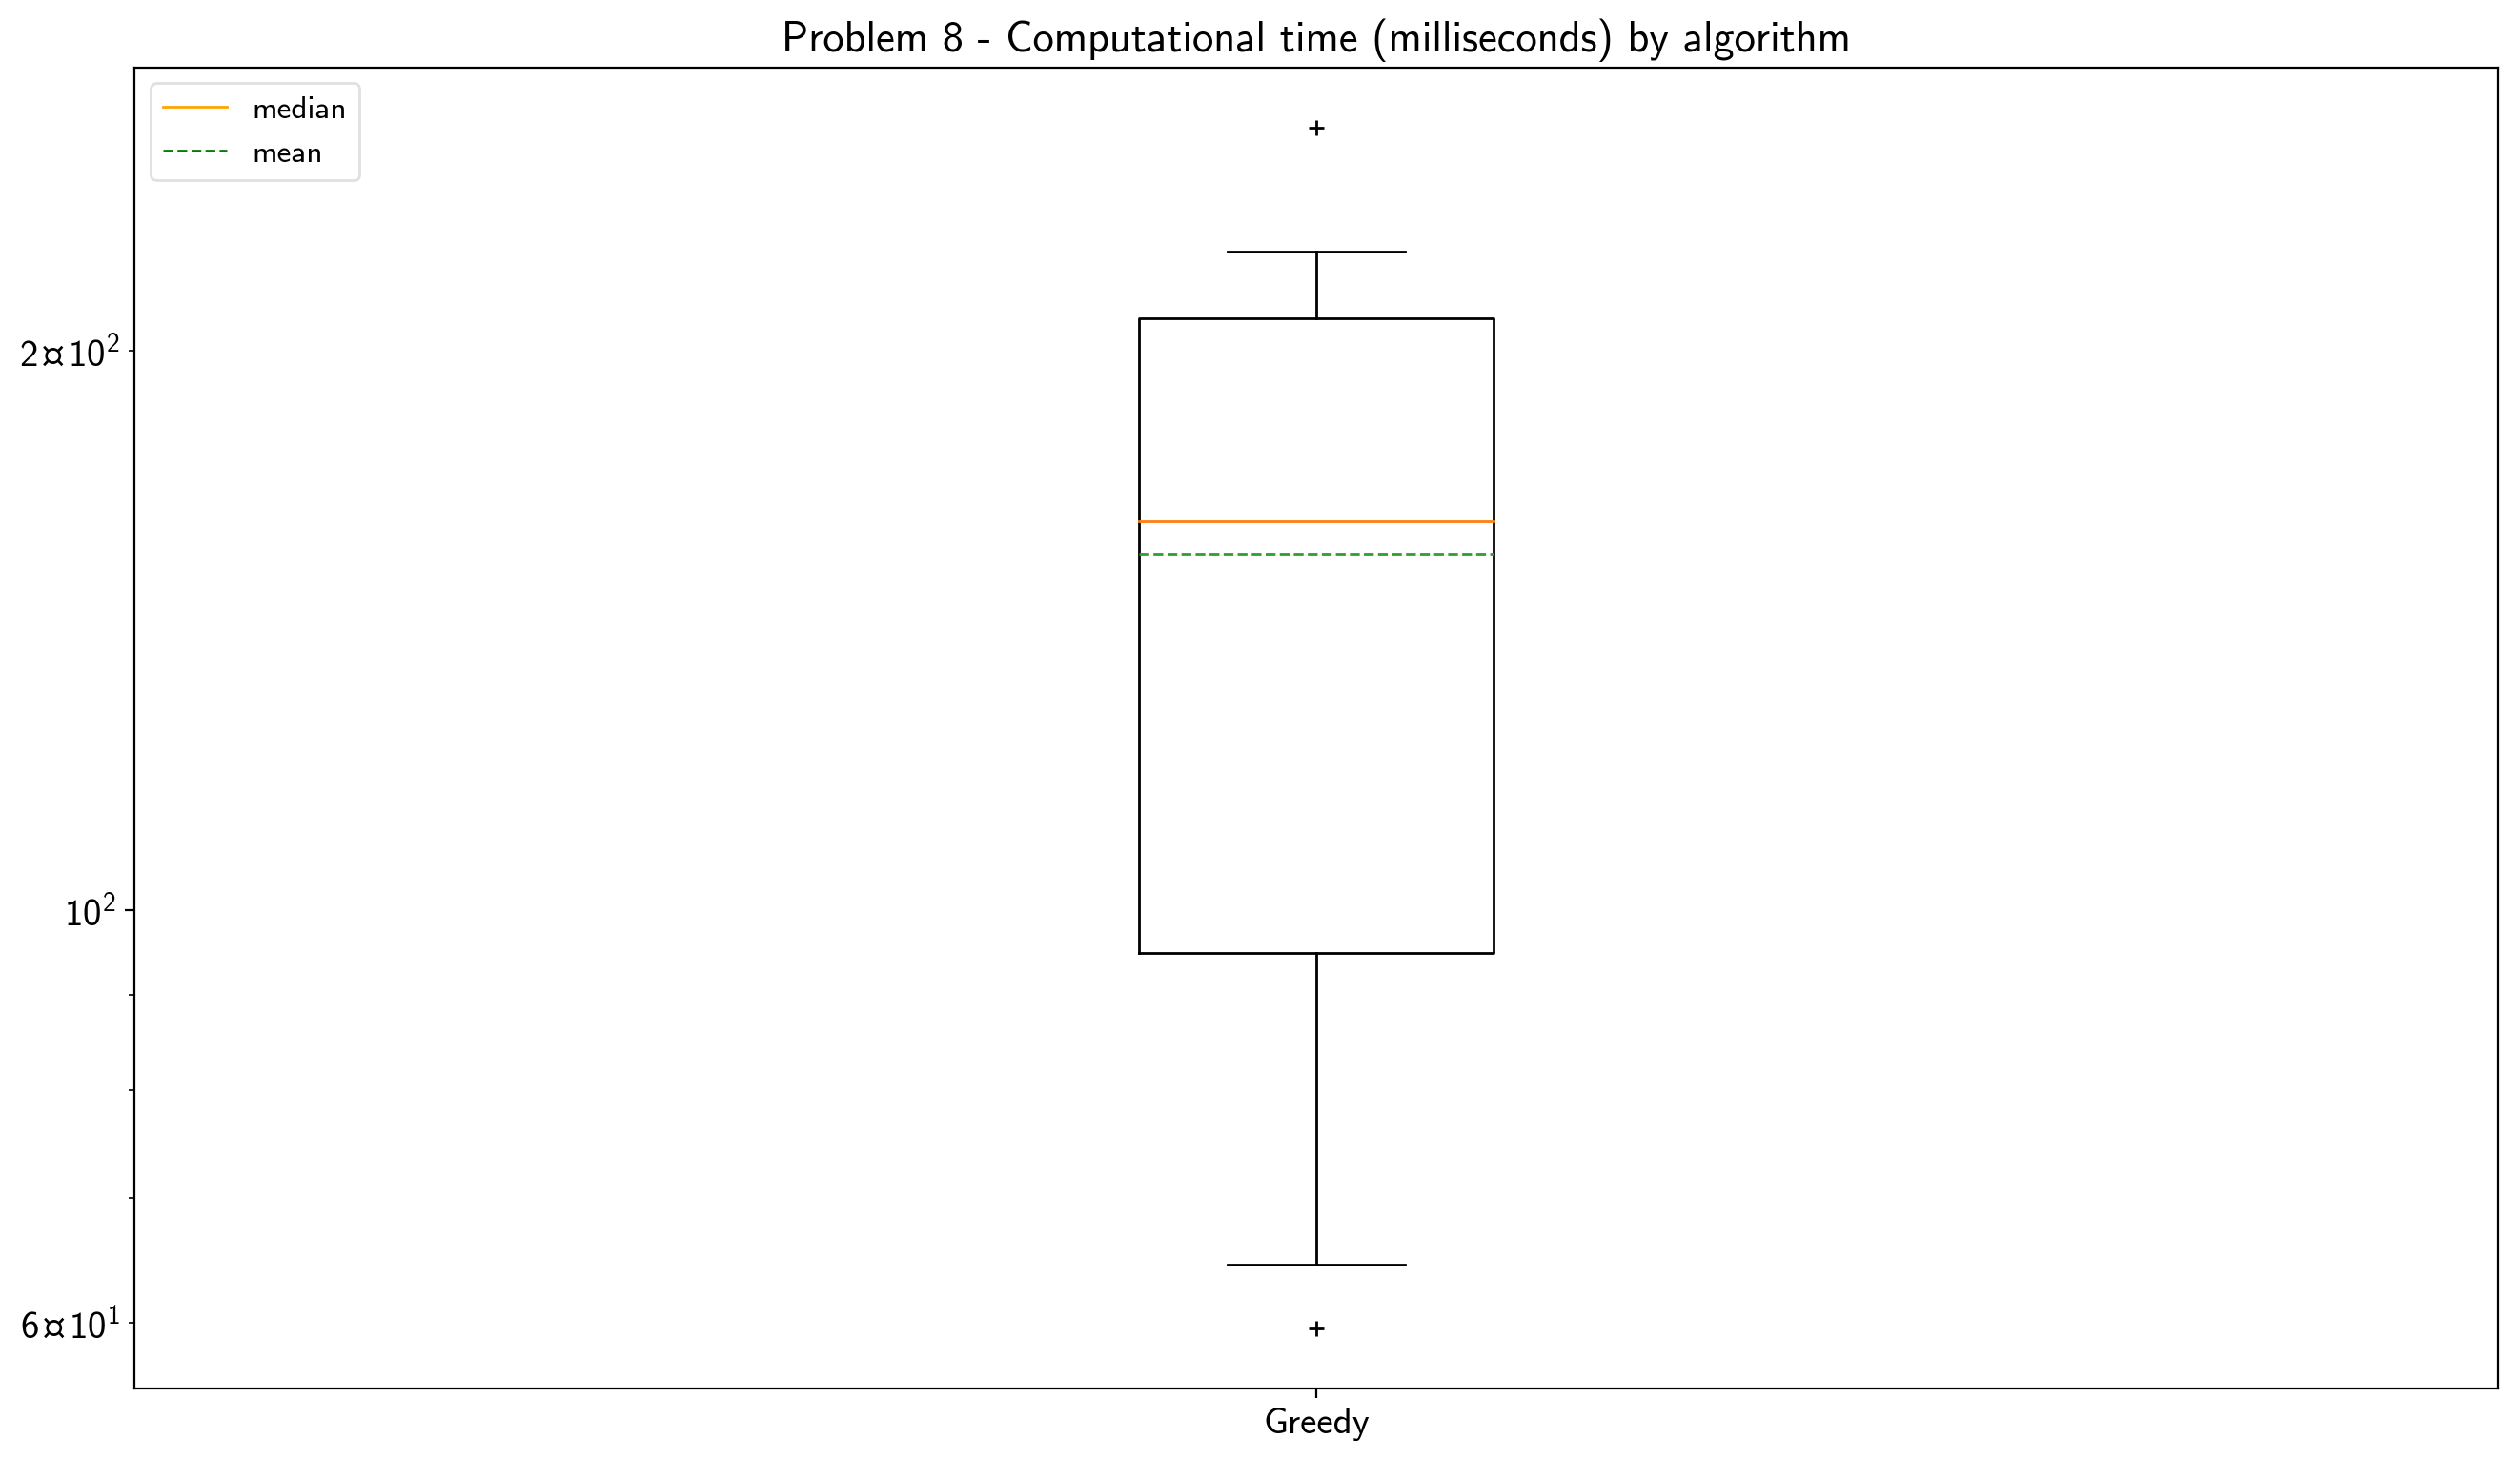 Problem 8 - Computational time (milliseconds) by algorithm
median
mean
2¤10²
10²
6¤10¹
Greedy